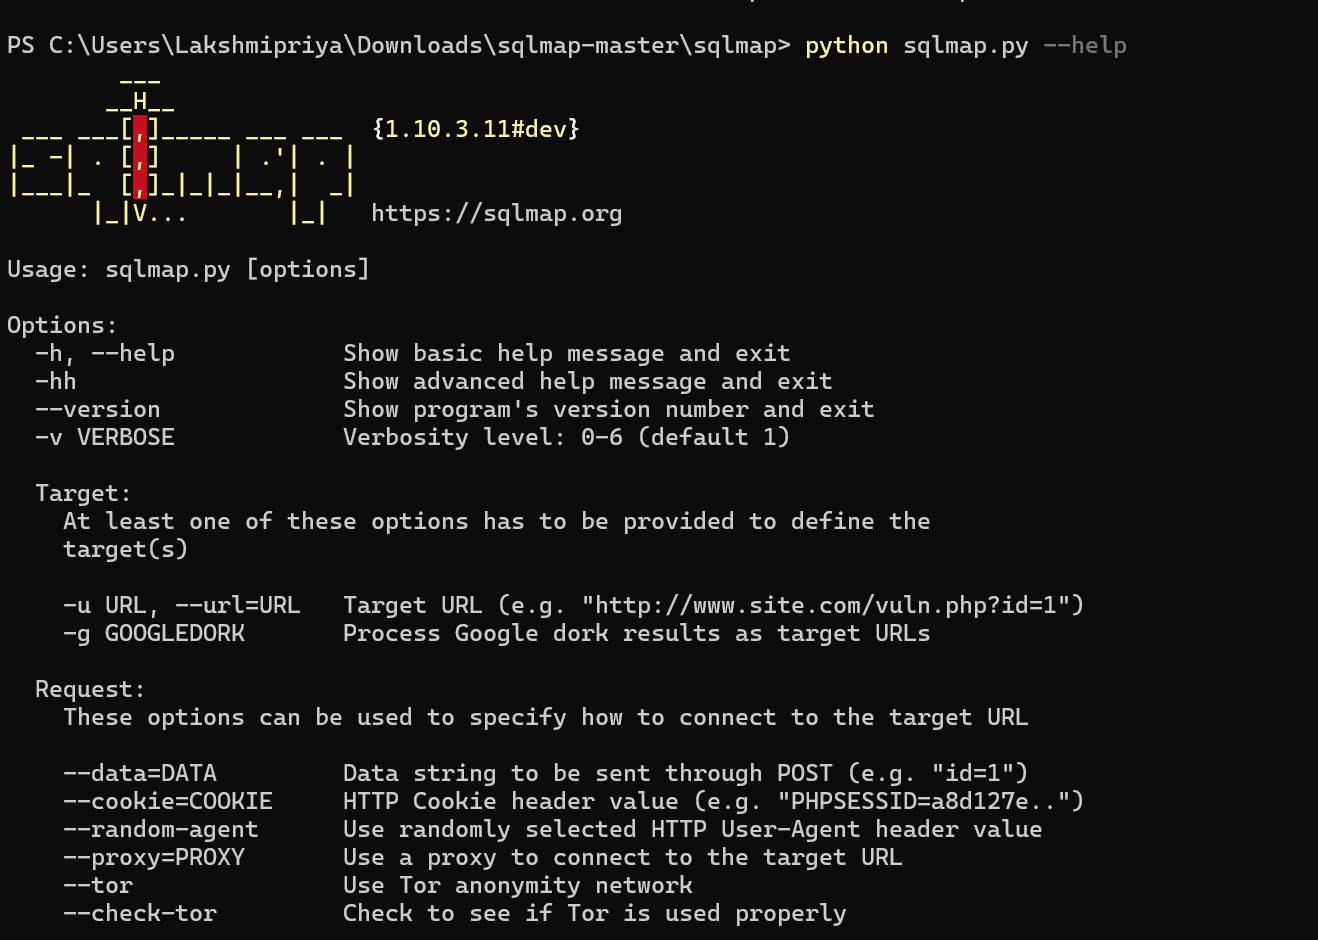 PS C:\Users\Lakshmipriya\Downloads\sqlmap-master\sqlmap> python sqlmap.py --help
        ___
       __H__
 ___ ___[,]_____ ___ ___  {1.10.3.11#dev}
|_ -| . [,]     | .'| . |
|___|_  [,]_|_|_|__,|  _|
      |_|V...       |_|   https://sqlmap.org
Usage: sqlmap.py [options]
Options:
  -h, --help            Show basic help message and exit
  -hh                   Show advanced help message and exit
  --version             Show program's version number and exit
  -v VERBOSE            Verbosity level: 0-6 (default 1)
  Target:
    At least one of these options has to be provided to define the
    target(s)
    -u URL, --url=URL   Target URL (e.g. "http://www.site.com/vuln.php?id=1")
    -g GOOGLEDORK       Process Google dork results as target URLs
  Request:
    These options can be used to specify how to connect to the target URL
    --data=DATA         Data string to be sent through POST (e.g. "id=1")
    --cookie=COOKIE     HTTP Cookie header value (e.g. "PHPSESSID=a8d127e..")
    --random-agent      Use randomly selected HTTP User-Agent header value
    --proxy=PROXY       Use a proxy to connect to the target URL
    --tor               Use Tor anonymity network
    --check-tor         Check to see if Tor is used properly